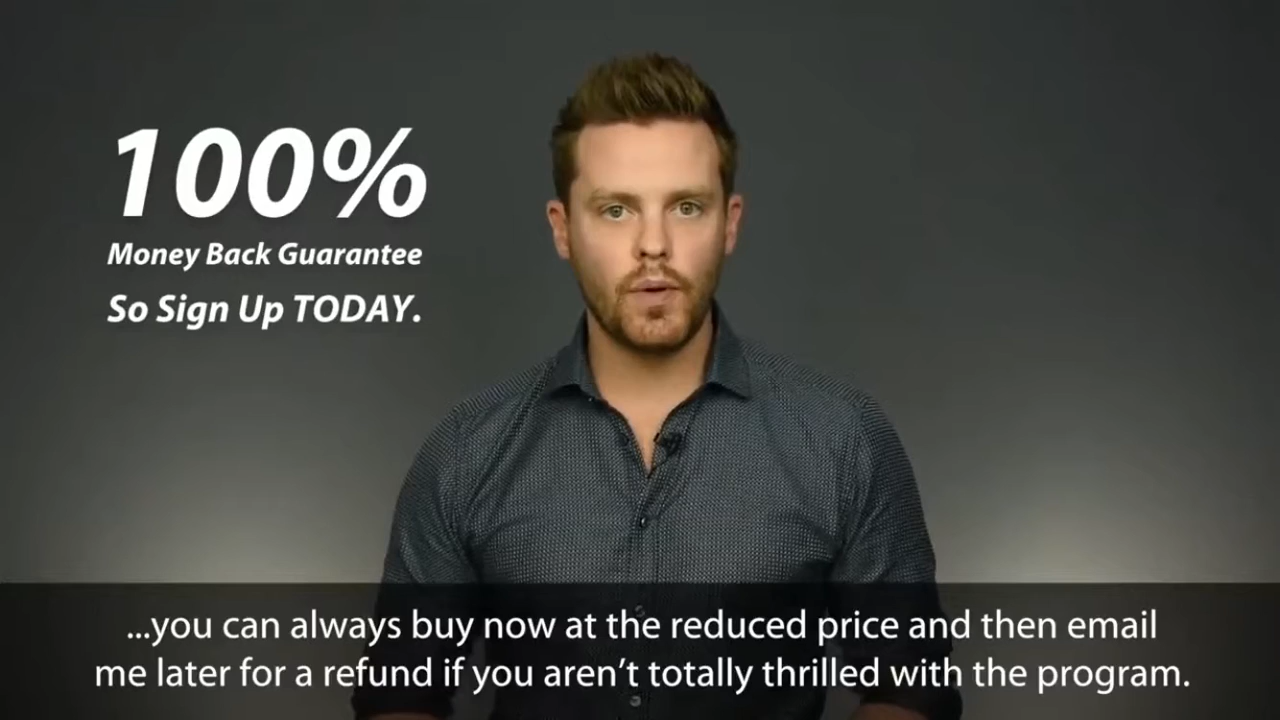 100%
Money Back Guarantee
So Sign Up TODAY.
...you can always buy now at the reduced price and then email
me later for a refund if you aren’t totally thrilled with the program.